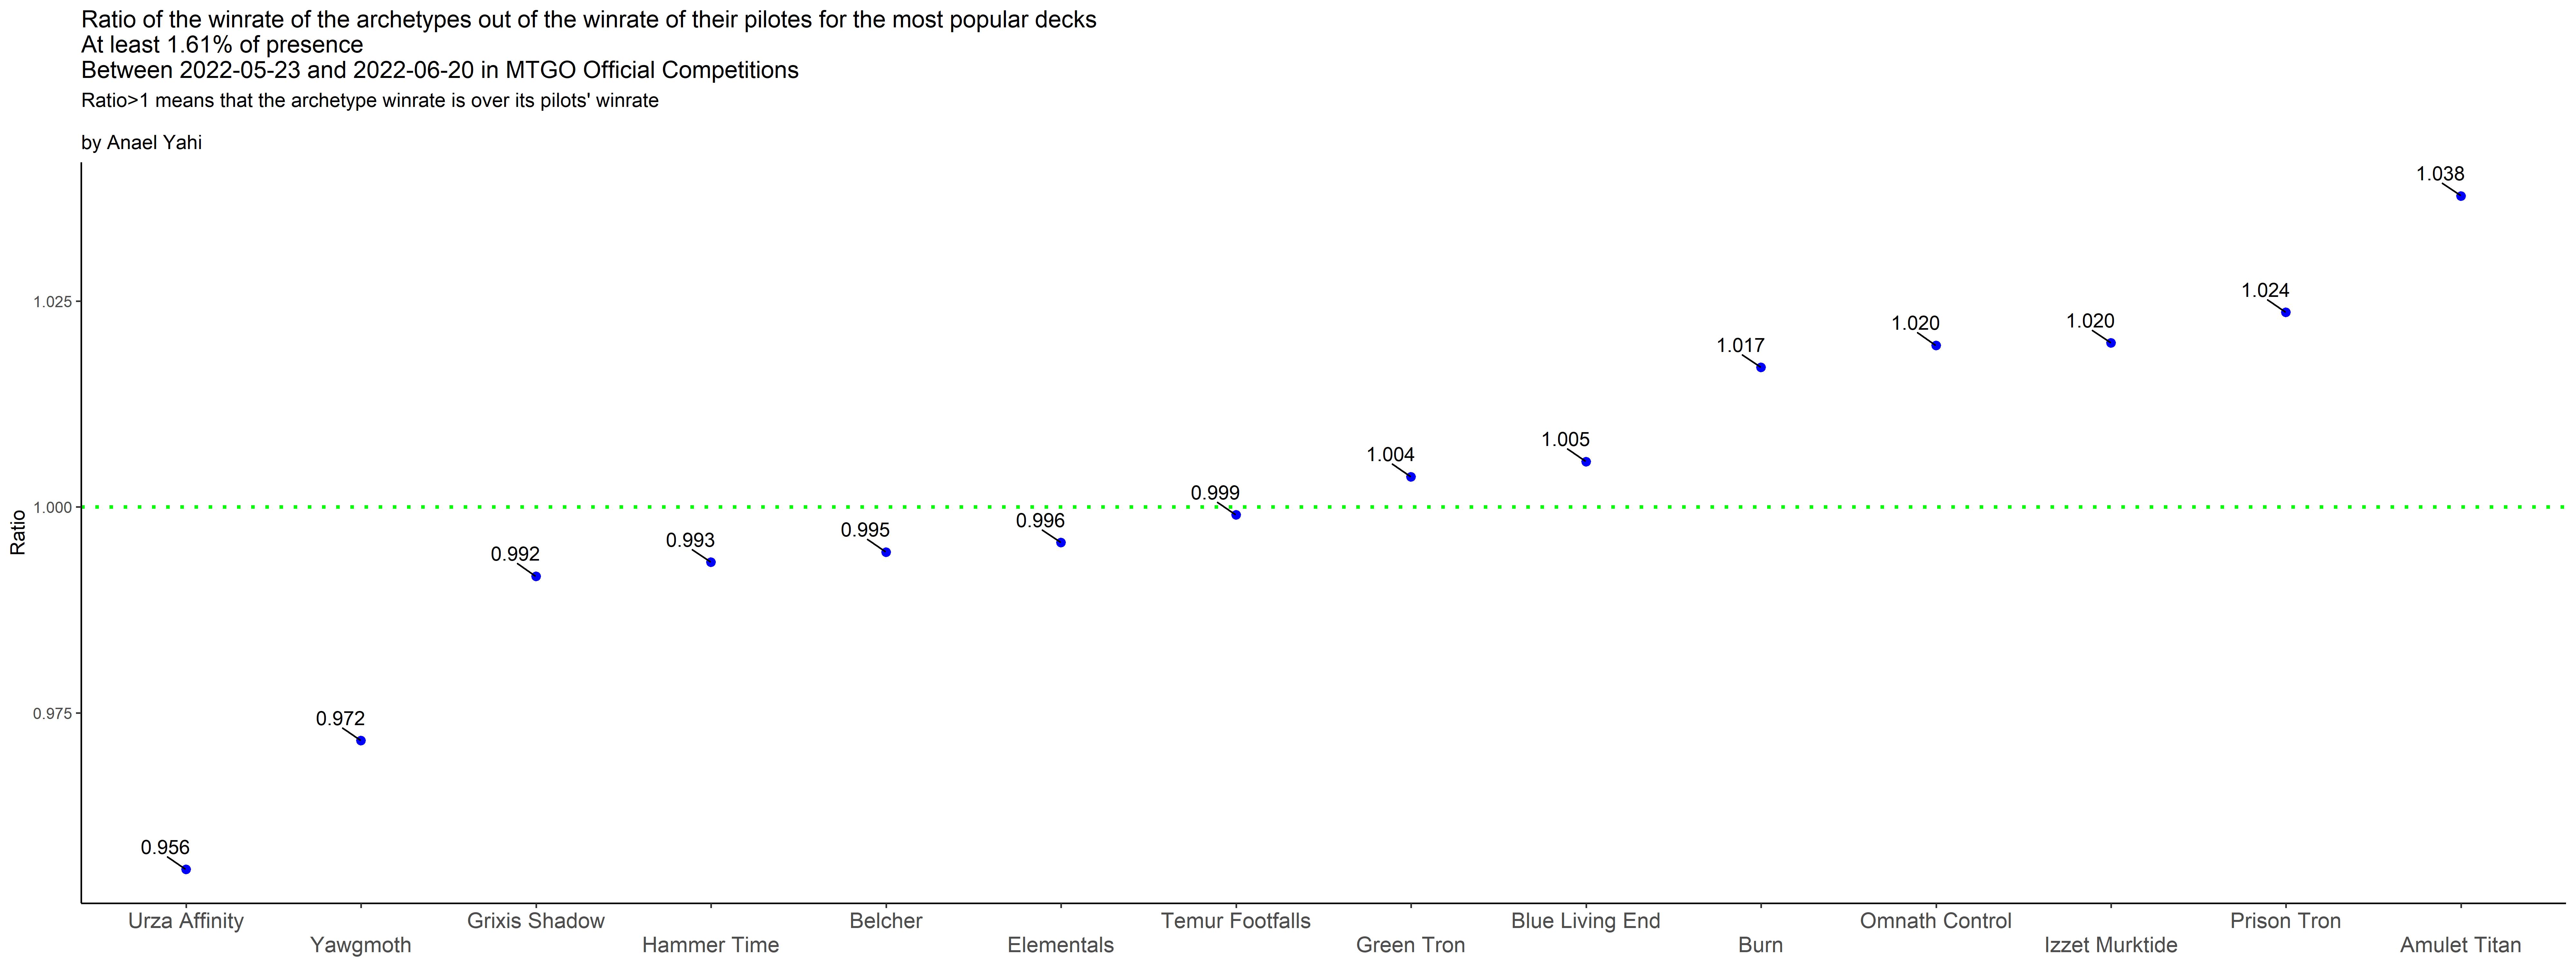 Ratio of the winrate of the archetypes out of the winrate of their pilotes for the most popular decks
At least 1.61% of presence
Between 2022-05-23 and 2022-06-20 in MTGO Official Competitions
Ratio>1 means that the archetype winrate is over its pilots' winrate
by Anael Yahi
1.038
1.025
1.024
1.020
1.020
1.017
1.005
1.004
1.000
0.999
0.996
0.995
0.993
0.992
0.975
0.972
0.956
Ratio
Urza Affinity
Yawgmoth
Grixis Shadow
Hammer Time
Belcher
Elementals
Temur Footfalls
Green Tron
Blue Living End
Burn
Omnath Control
Izzet Murktide
Prison Tron
Amulet Titan